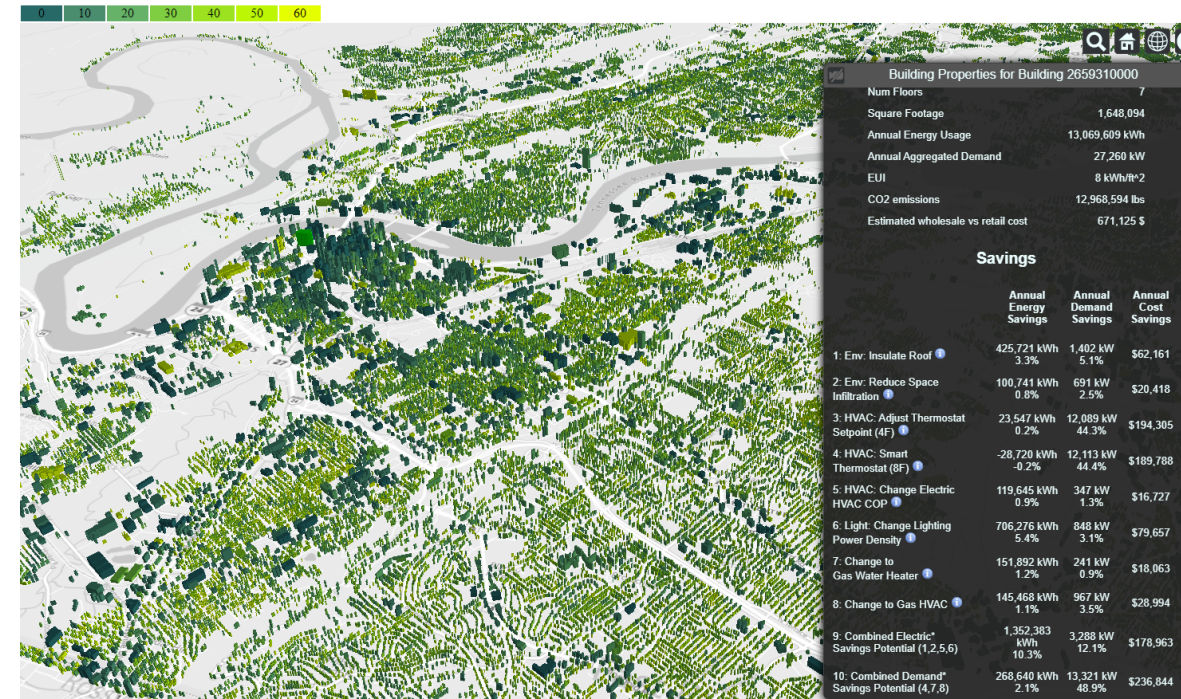 0 10 20 30 40 50 60
Building Properties for Building 2659310000
Num Floors 7
Square Footage 1,648,094
Annual Energy Usage 13,069,609 kWh
Annual Aggregated Demand 27,260 kW
EUI 8 kWh/ft^2
CO2 emissions 12,968,594 lbs
Estimated wholesale vs retail cost 671,125 $
Savings
Annual Energy Savings Annual Demand Savings Annual Cost Savings
1: Env: Insulate Roof 425,721 kWh 3.3% 1,402 kW 5.1% $62,161
2: Env: Reduce Space Infiltration 100,741 kWh 0.8% 691 kW 2.5% $20,418
3: HVAC: Adjust Thermostat Setpoint (4F) 23,547 kWh 0.2% 12,089 kW 44.3% $194,305
4: HVAC: Smart Thermostat (8F) -28,720 kWh -0.2% 12,113 kW 44.4% $189,788
5: HVAC: Change Electric HVAC COP 119,645 kWh 0.9% 347 kW 1.3% $16,727
6: Light: Change Lighting Power Density 706,276 kWh 5.4% 848 kW 3.1% $79,657
7: Change to Gas Water Heater 151,892 kWh 1.2% 241 kW 0.9% $18,063
8: Change to Gas HVAC 145,468 kWh 1.1% 967 kW 3.5% $28,994
9: Combined Electric* Savings Potential (1,2,5,6) 1,352,383 kWh 10.3% 3,288 kW 12.1% $178,963
10: Combined Demand* Savings Potential (4,7,8) 268,640 kWh 2.1% 13,321 kW 48.9% $236,844